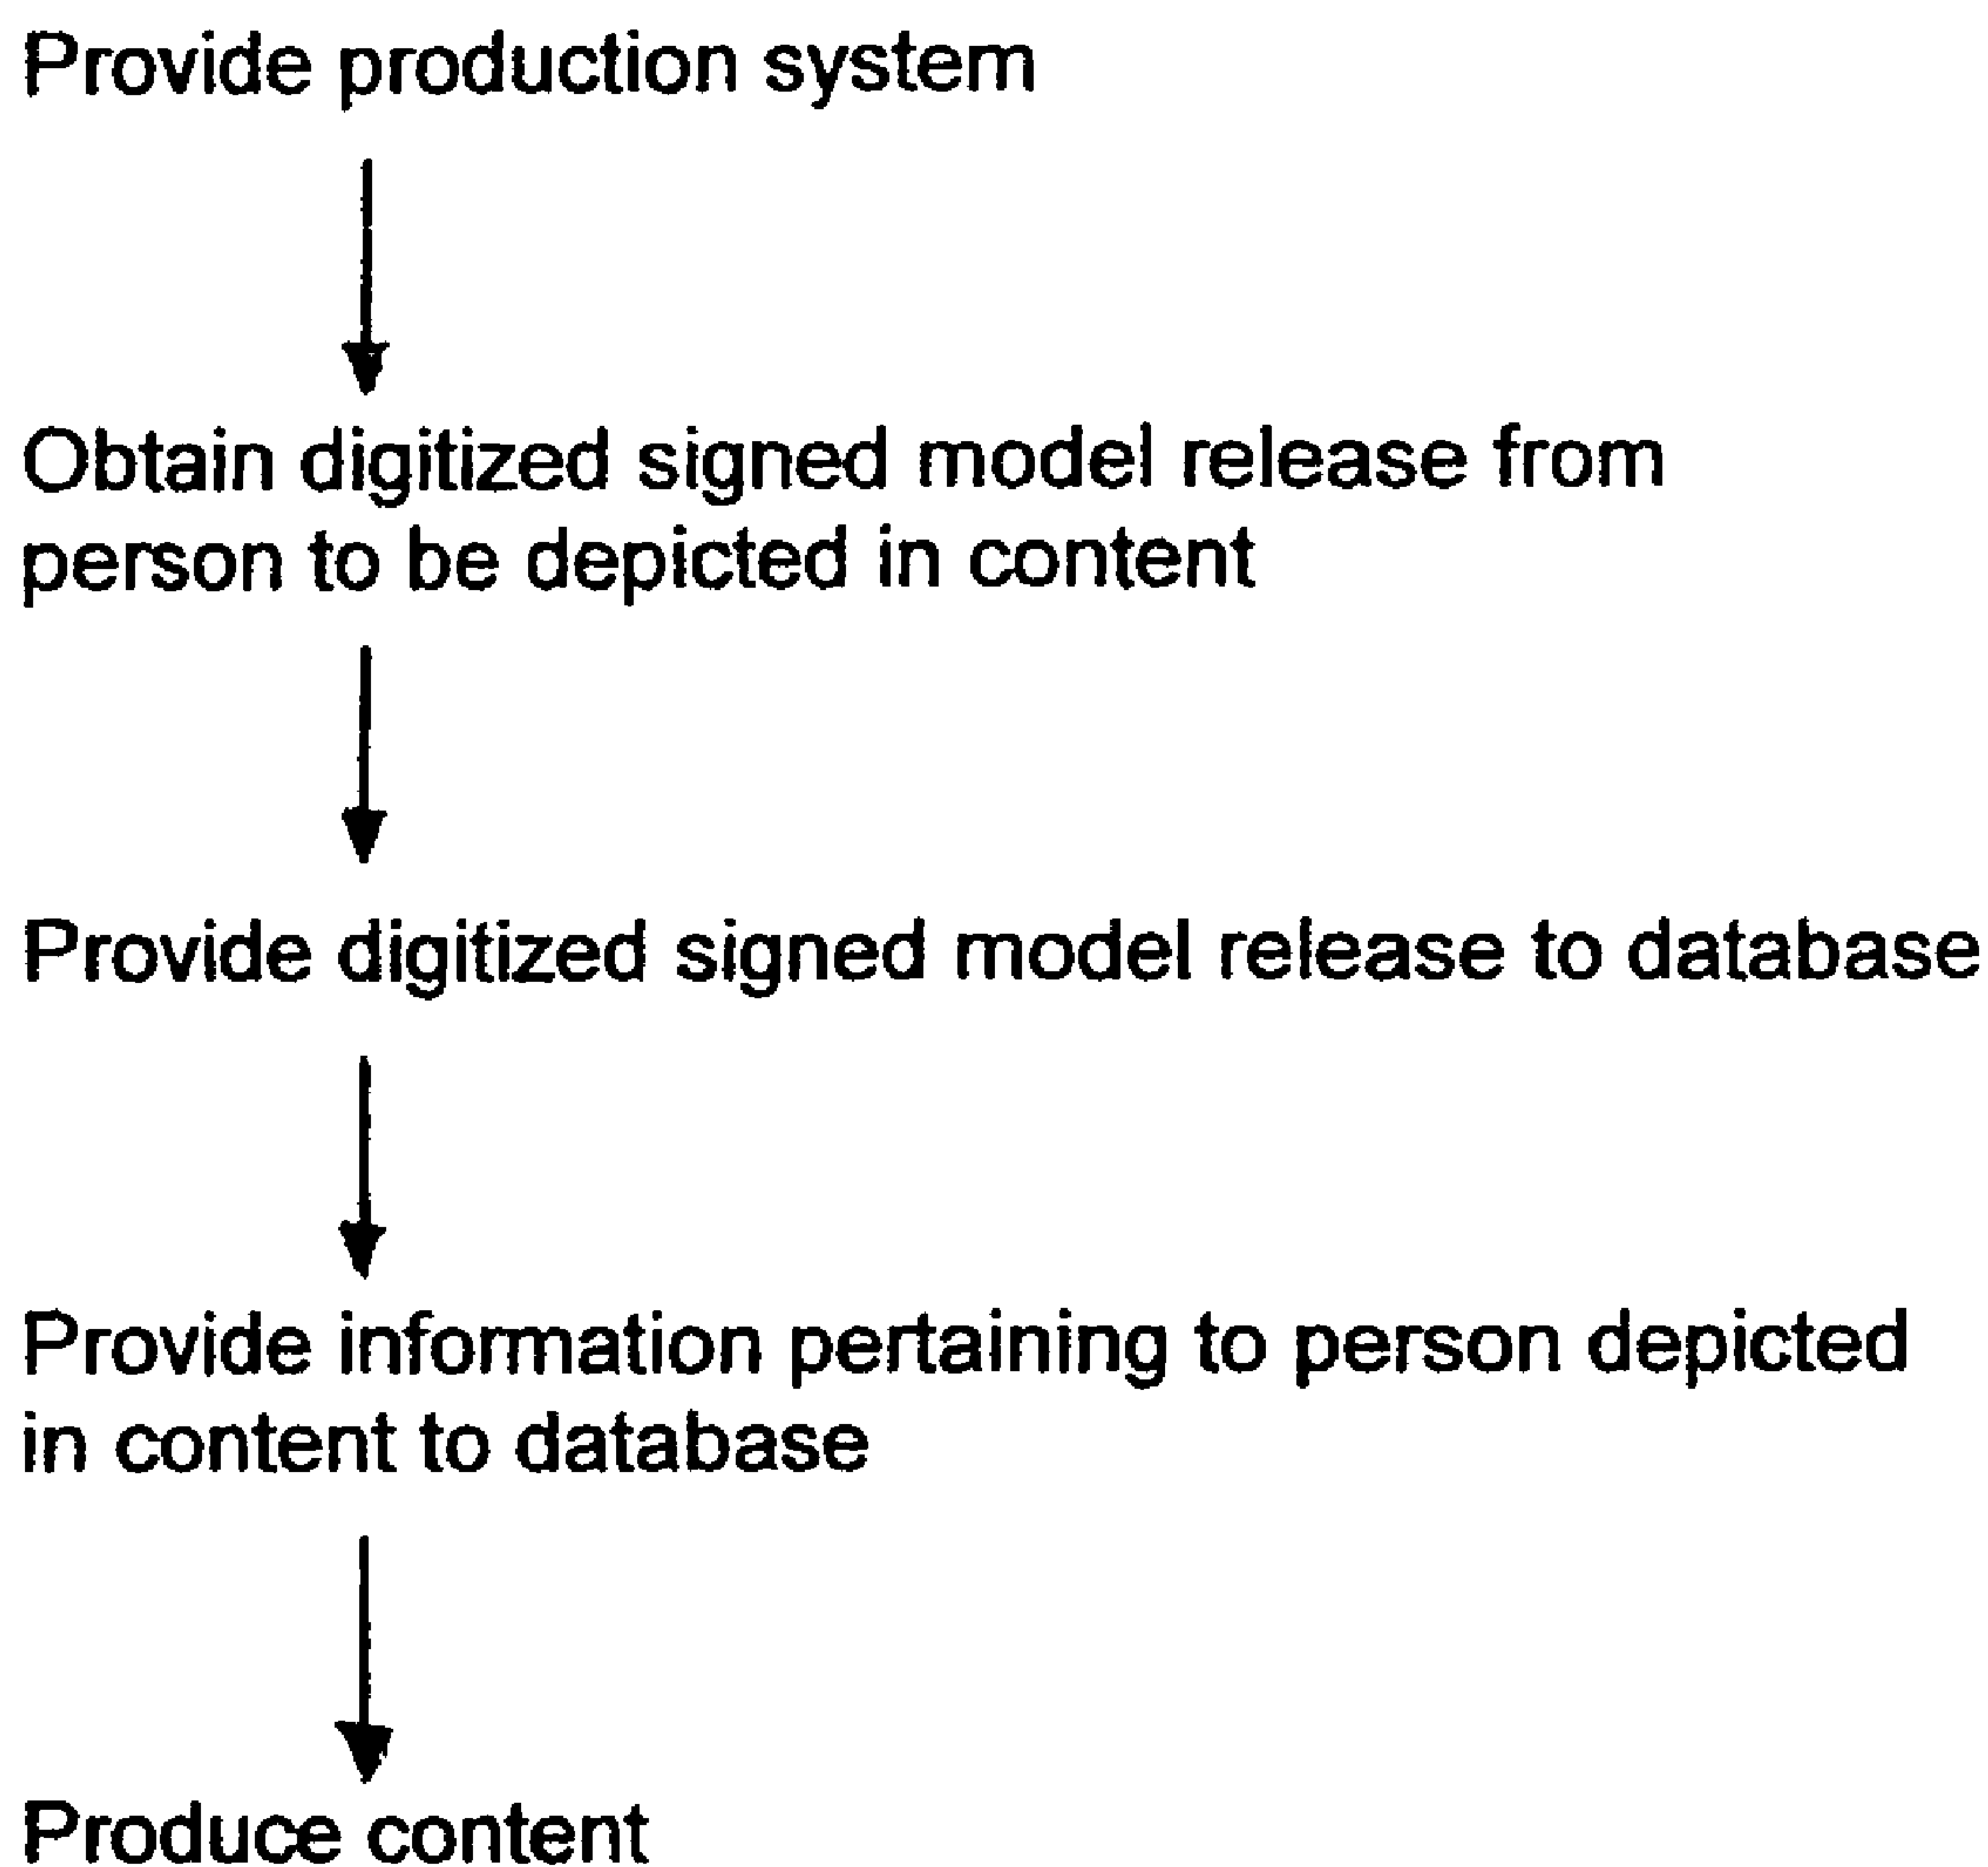 Provide production system
Obtain digitized signed model release from
person to be depicted in content
Provide digitized signed model release to database
Provide information pertaining to person depicted
in content to database
Produce content